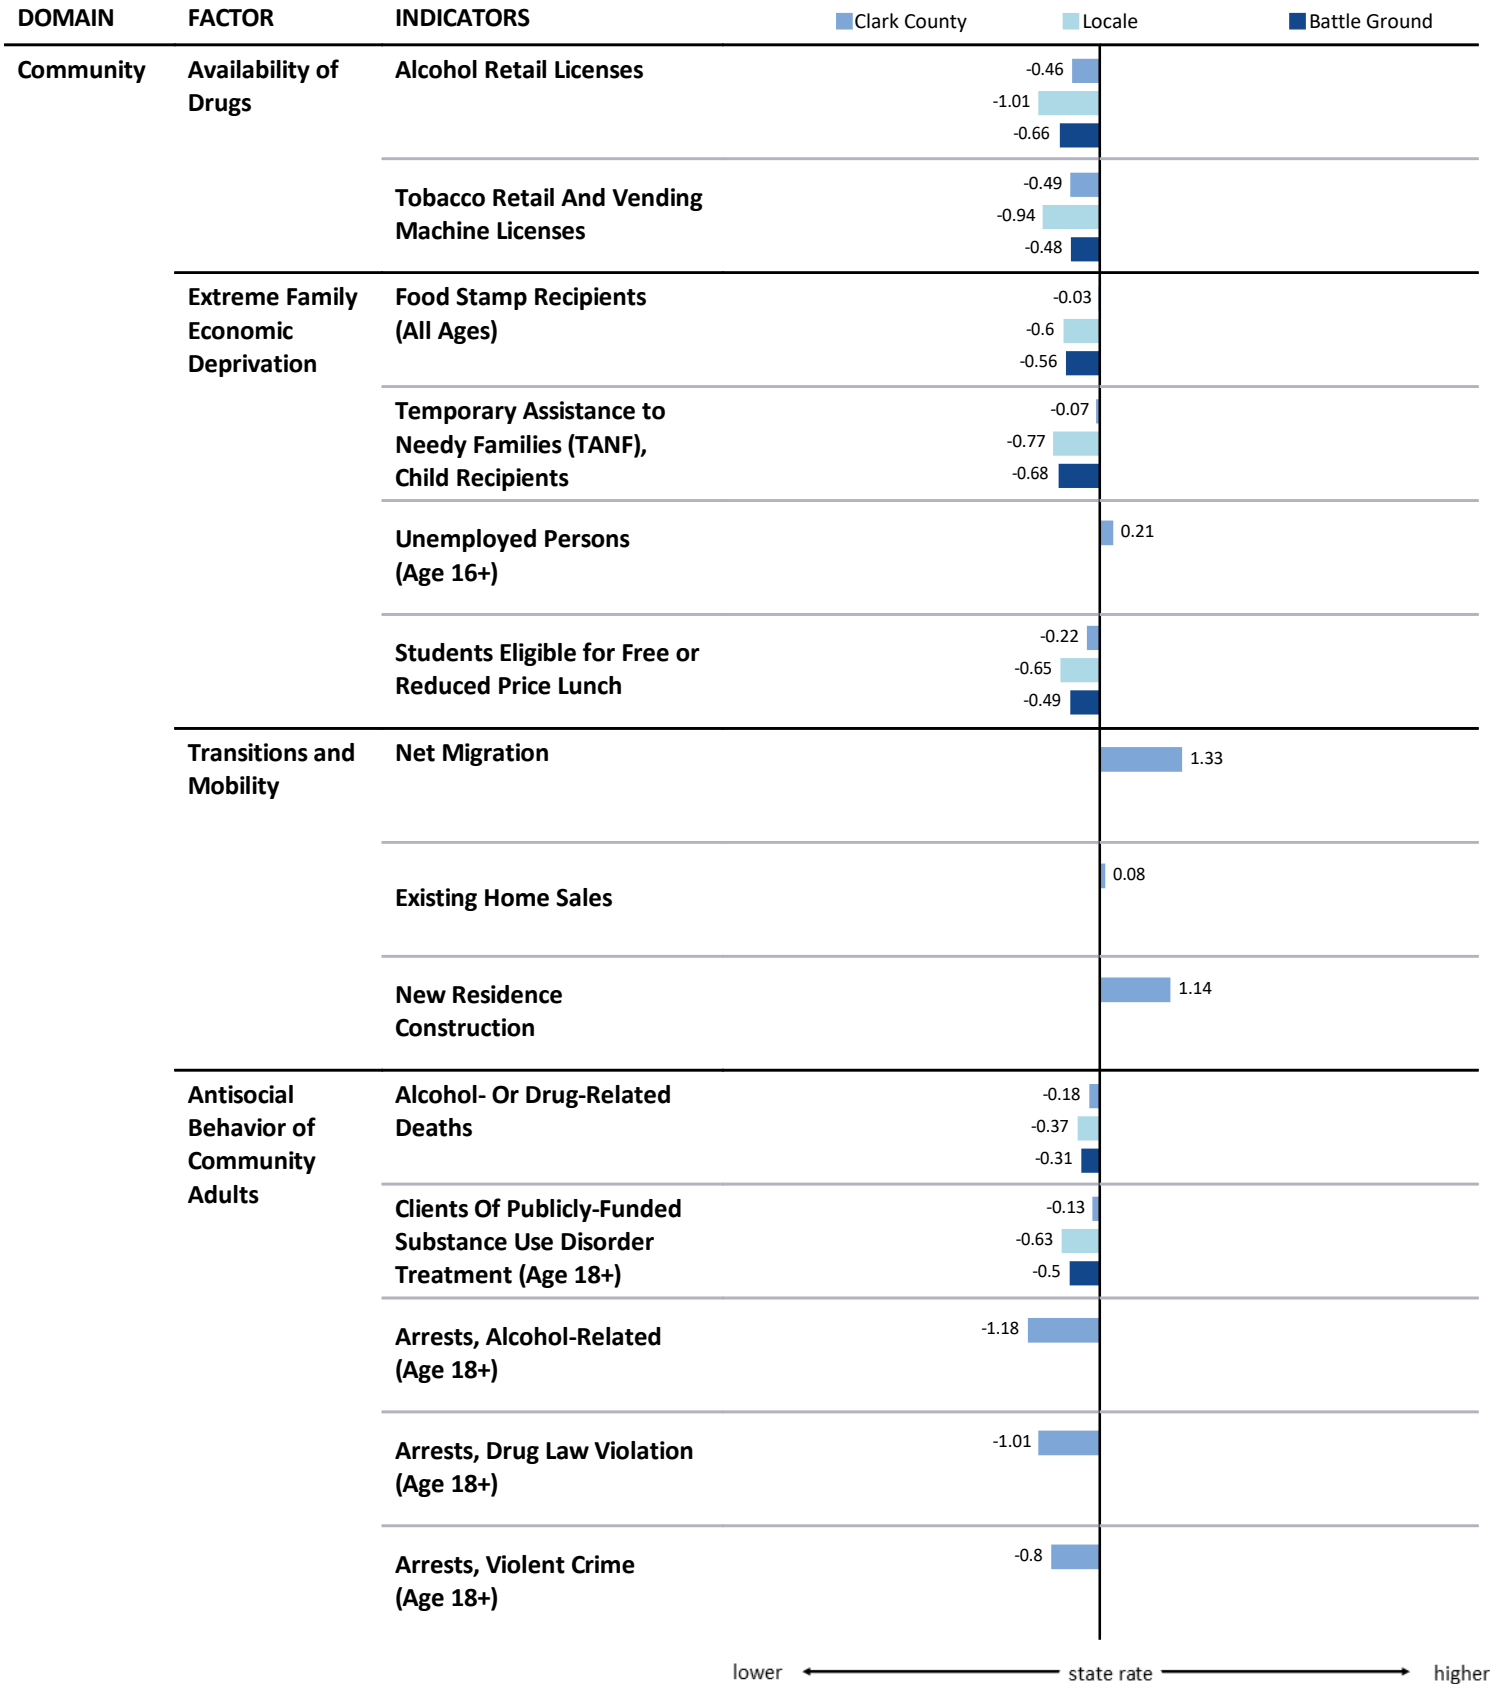 DOMAIN FACTOR INDICATORS Clark County Locale Battle Ground
Community Availability of Drugs Alcohol Retail Licenses
-0.46
-1.01
-0.66
Tobacco Retail And Vending
Machine Licenses
-0.49
-0.94
-0.48
Extreme Family
Economic
Deprivation
Food Stamp Recipients
(All Ages)
-0.03
-0.6
-0.56
Temporary Assistance to
Needy Families (TANF),
Child Recipients
-0.07
-0.77
-0.68
Unemployed Persons
(Age 16+)
0.21
Students Eligible for Free or
Reduced Price Lunch
-0.22
-0.65
-0.49
Transitions and
Mobility
Net Migration
1.33
Existing Home Sales
0.08
New Residence
Construction
1.14
Antisocial
Behavior of
Community
Adults
Alcohol- Or Drug-Related
Deaths
-0.18
-0.37
-0.31
Clients Of Publicly-Funded
Substance Use Disorder
Treatment (Age 18+)
-0.13
-0.63
-0.5
Arrests, Alcohol-Related
(Age 18+)
-1.18
Arrests, Drug Law Violation
(Age 18+)
-1.01
Arrests, Violent Crime
(Age 18+)
-0.8
lower state rate higher